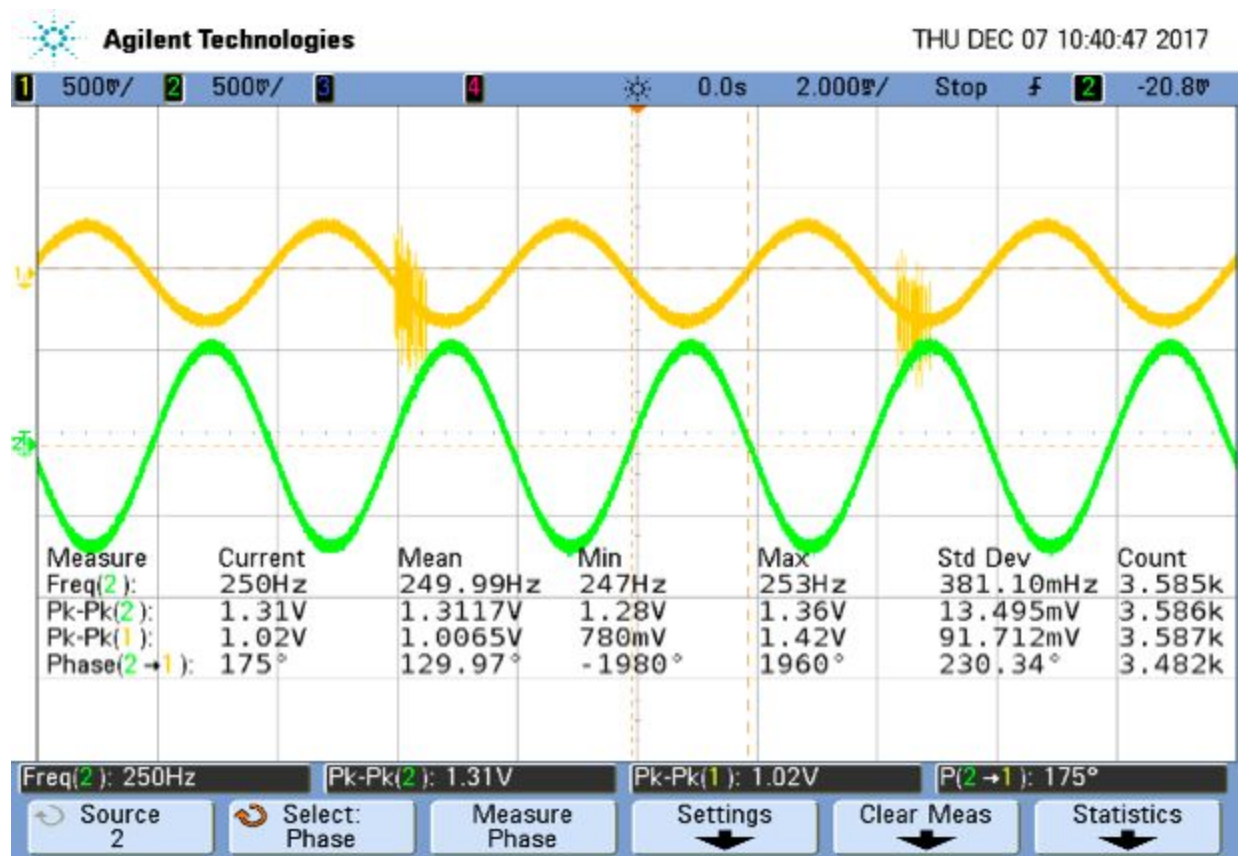 Agilent Technologies THU DEC 07 10:40:47 2017
1 500mV/ 2 500mV/ 3 4 0.0s 2.000ms/ Stop 2 -20.8mV
1
2
Measure Current Mean Min Max Std Dev Count
Freq(2): 250Hz 249.99Hz 247Hz 253Hz 381.10mHz 3.585k
Pk-Pk(2): 1.31V 1.3117V 1.28V 1.36V 13.495mV 3.586k
Pk-Pk(1): 1.02V 1.0065V 780mV 1.42V 91.712mV 3.587k
Phase(2→1): 175° 129.97° -1980° 1960° 230.34° 3.482k
Freq(2): 250Hz Pk-Pk(2): 1.31V Pk-Pk(1): 1.02V P(2→1): 175°
Source Select: Measure Settings Clear Meas Statistics
2 Phase Phase